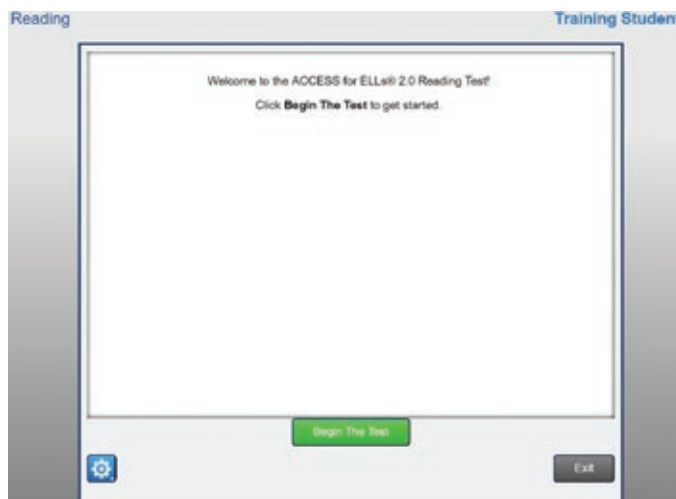 Reading
Training Student
Welcome to the ACCESS for ELLs® 2.0 Reading Test!
Click Begin The Test to get started.
Begin The Test
Exit